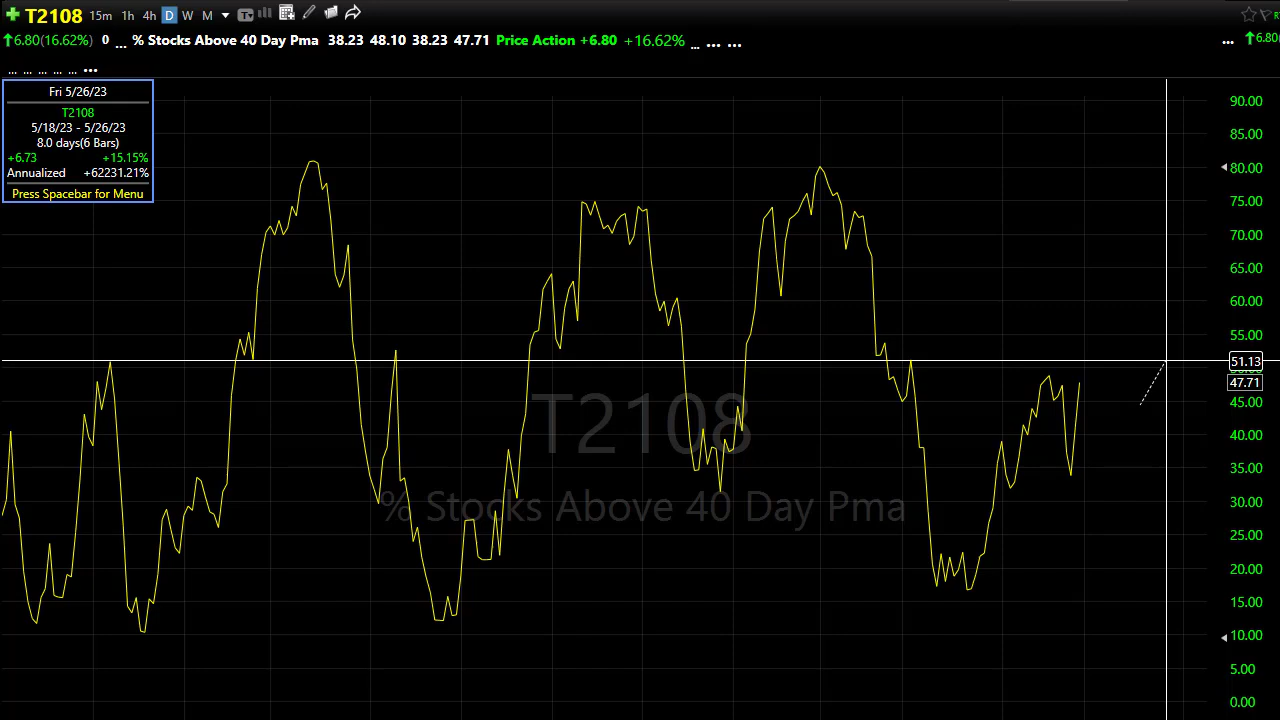 T2108 15m 1h 4h D W M
6.80(16.62%) 0 ... % Stocks Above 40 Day Pma 38.23 48.10 38.23 47.71 Price Action +6.80 +16.62% ... ... ... ... 6.80
... ... ... ... ... ...
Fri 5/26/23
T2108
5/18/23 - 5/26/23
8.0 days(6 Bars)
+6.73 +15.15%
Annualized +62231.21%
Press Spacebar for Menu
90.00
85.00
80.00
75.00
70.00
65.00
60.00
55.00
51.13
47.71
45.00
40.00
35.00
30.00
25.00
20.00
15.00
10.00
5.00
0.00
T2108
% Stocks Above 40 Day Pma